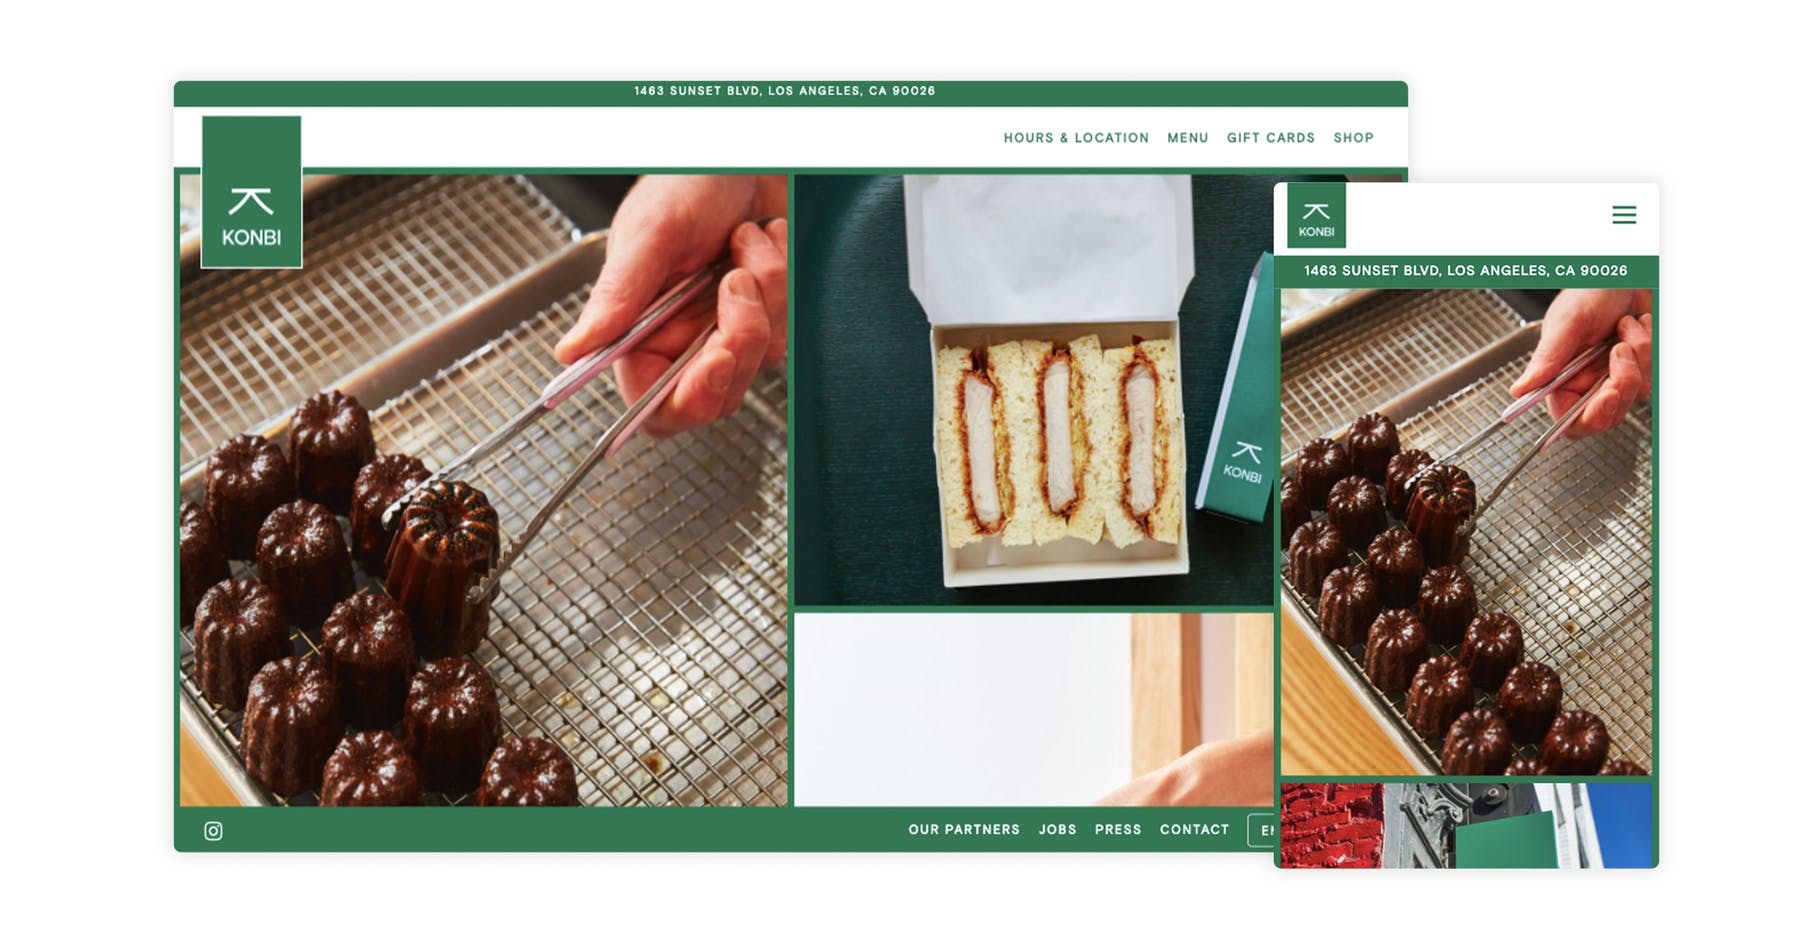 1463 SUNSET BLVD, LOS ANGELES, CA 90026
HOURS & LOCATION MENU GIFT CARDS SHOP
KONBI
KONBI
OUR PARTNERS JOBS PRESS CONTACT
KONBI
1463 SUNSET BLVD, LOS ANGELES, CA 90026